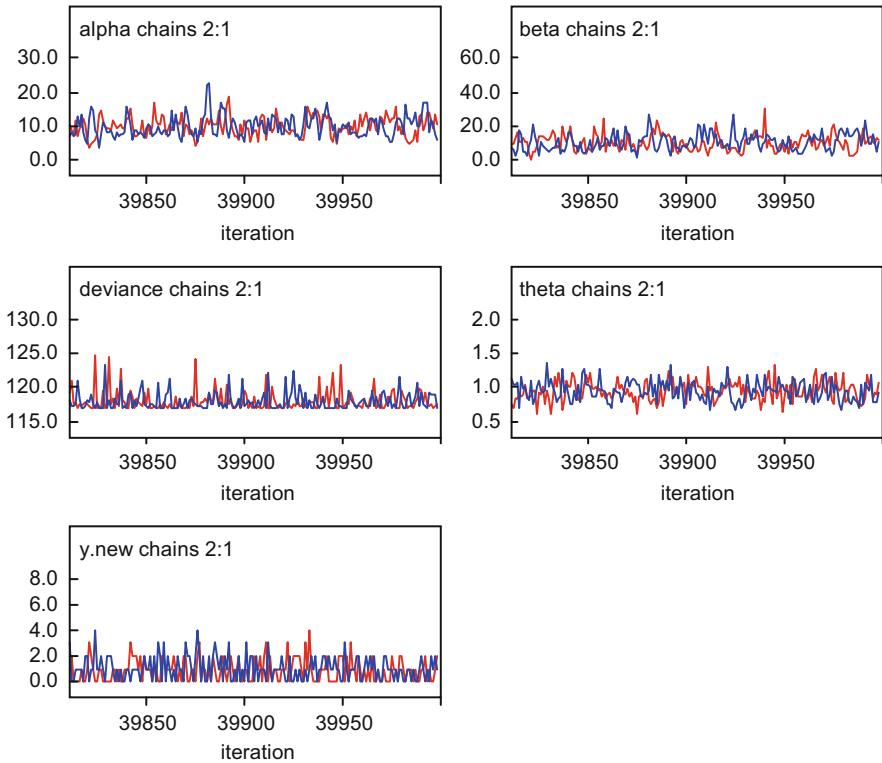 alpha chains 2:1
30.0
20.0
10.0
0.0
39850 39900 39950
iteration
beta chains 2:1
60.0
40.0
20.0
0.0
39850 39900 39950
iteration
deviance chains 2:1
130.0
125.0
120.0
115.0
39850 39900 39950
iteration
theta chains 2:1
2.0
1.5
1.0
0.5
39850 39900 39950
iteration
y.new chains 2:1
8.0
6.0
4.0
2.0
0.0
39850 39900 39950
iteration